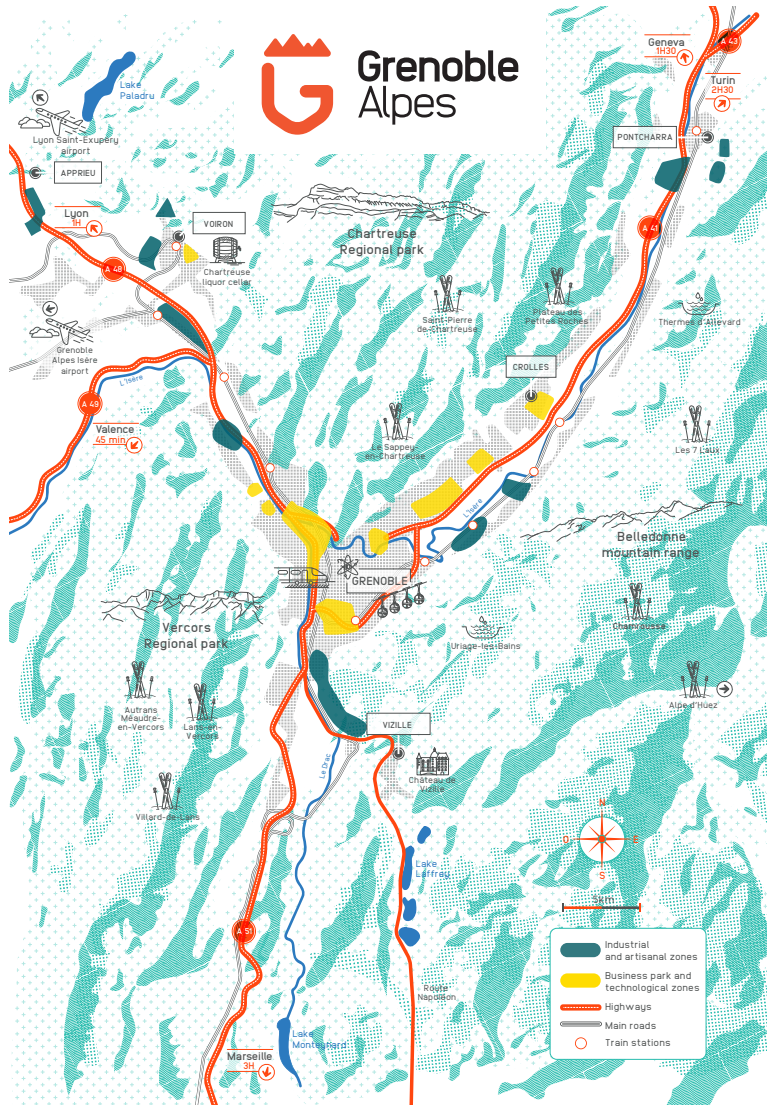 Grenoble
Alpes
Geneva
1H30
A 43
Turin
2H30
Lake
Paladru
Lyon Saint-Exupéry
airport
PONTCHARRA
APPRIEU
Lyon
1H
VOIRON
A 41
Chartreuse
Regional park
A 48
Chartreuse
liquor cellar
Saint-Pierre
de-Chartreuse
Plateau des
Petites Roches
Thermes d'Allevard
Grenoble
Alpes Isère
airport
CROLLES
L'Isère
A 49
Valence
45 min
Le Sappey
en-Chartreuse
Les 7 Laux
L'Isère
Belledonne
mountain range
GRENOBLE
Vercors
Regional park
Chamrousse
Uriage-les-Bains
Autrans
Méaudre-
en-Vercors
Lans-en-
Vercors
Alpe d'Huez
VIZILLE
Le Drac
Château de
Vizille
Villard-de-Lans
N
O
E
S
Lake
Laffrey
5km
A 51
Industrial
and artisanal zones
Business park and
technological zones
Highways
Main roads
Train stations
Route
Napoléon
Lake
Monteynard
Marseille
3H